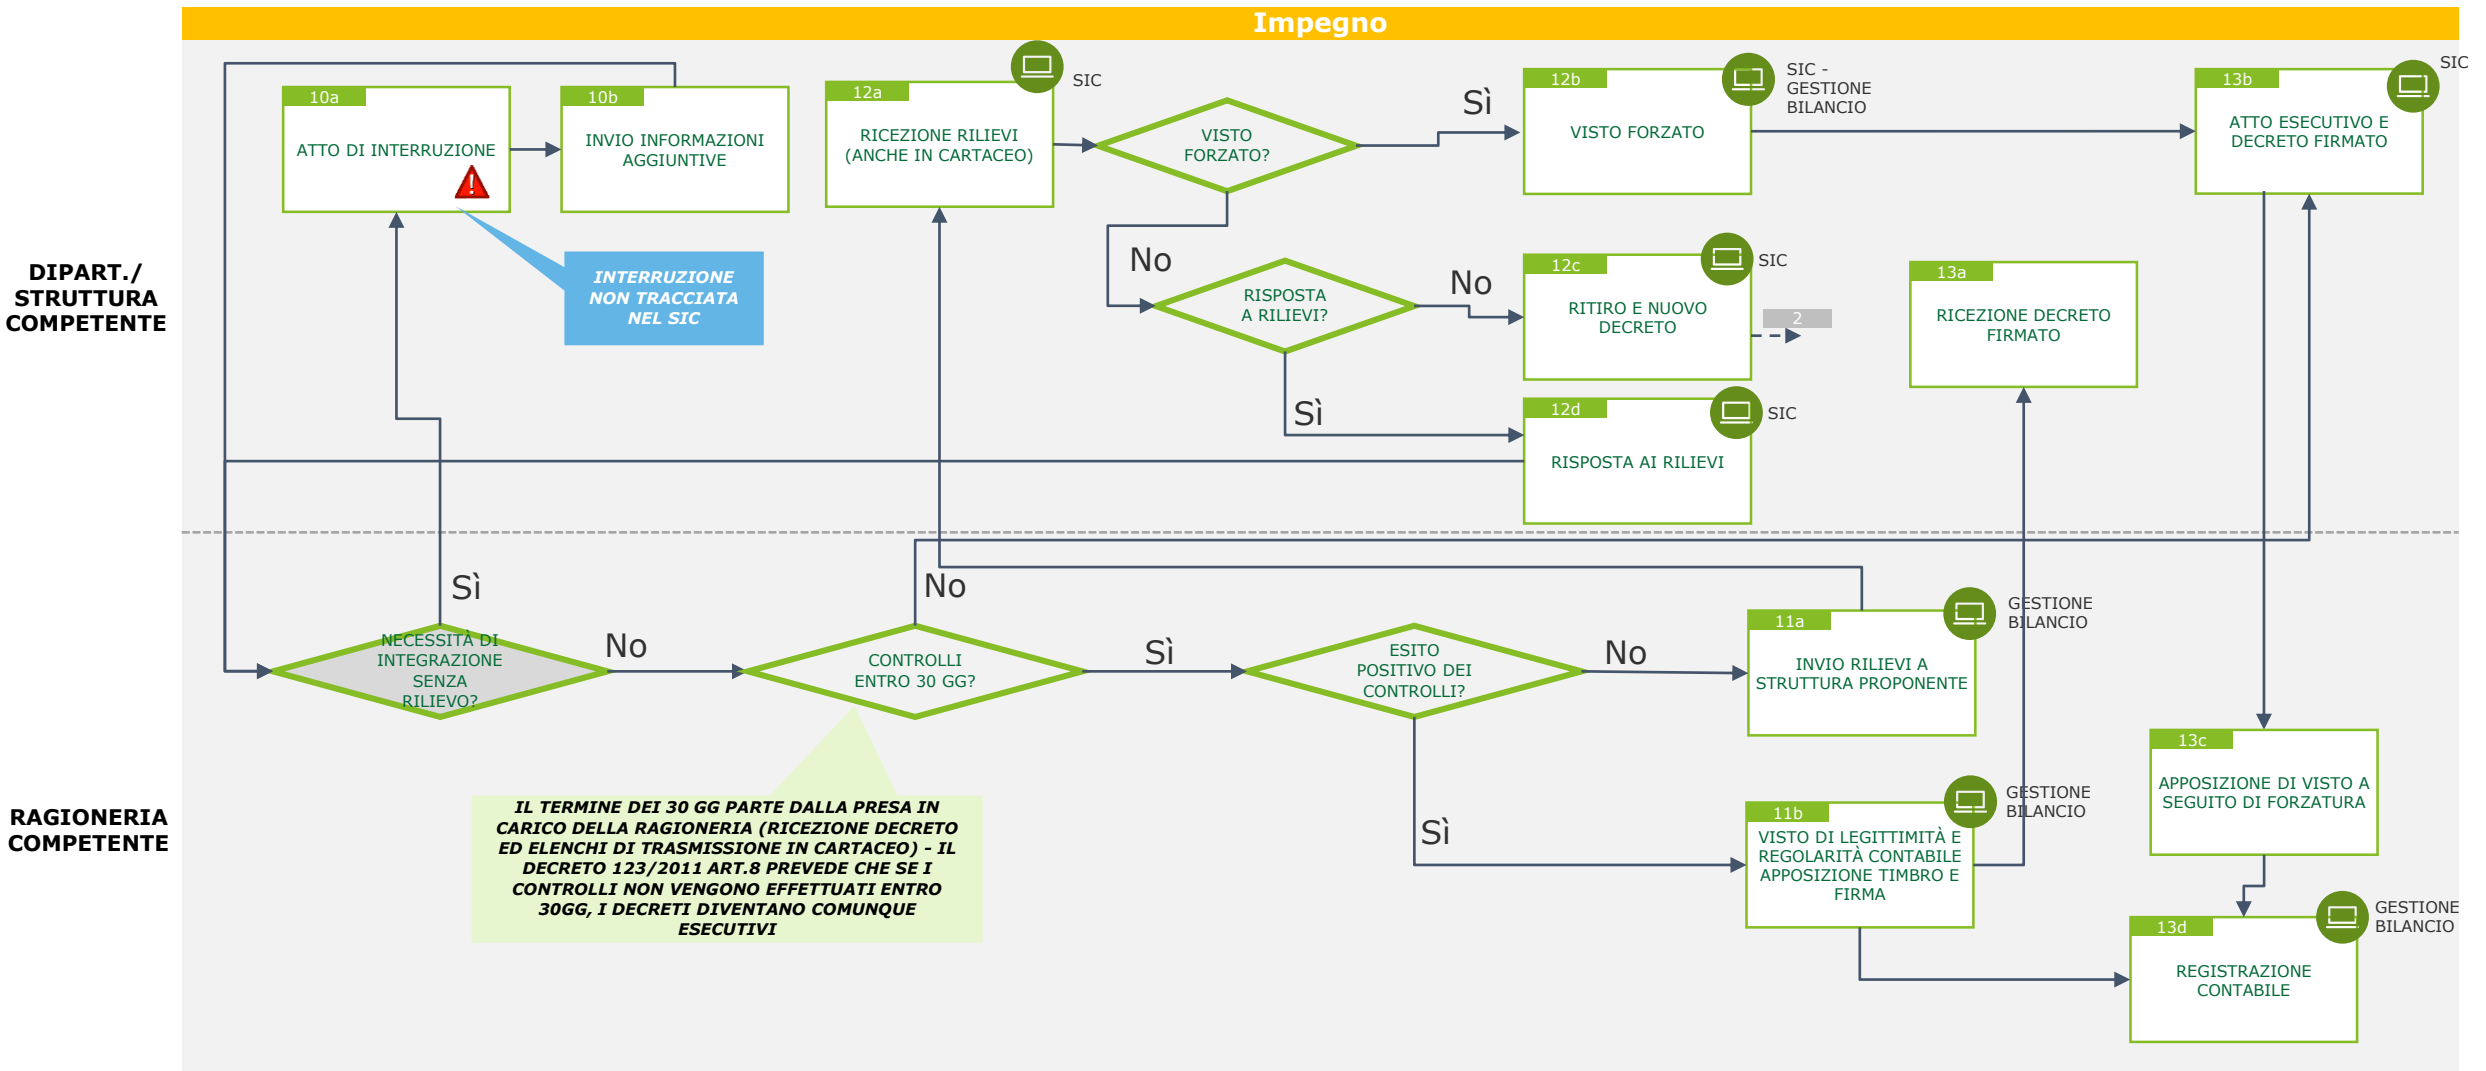 Impegno
DIPART./
STRUTTURA
COMPETENTE
10a
ATTO DI INTERRUZIONE
10b
INVIO INFORMAZIONI
AGGIUNTIVE
INTERRUZIONE
NON TRACCIATA
NEL SIC
12a
SIC
RICEZIONE RILIEVI
(ANCHE IN CARTACEO)
VISTO
FORZATO?
Sì
No
12b
SIC -
GESTIONE
BILANCIO
VISTO FORZATO
13b
SIC
ATTO ESECUTIVO E
DECRETO FIRMATO
RISPOSTA
A RILIEVI?
No
Sì
12c
SIC
RITIRO E NUOVO
DECRETO
2
13a
RICEZIONE DECRETO
FIRMATO
12d
SIC
RISPOSTA AI RILIEVI
RAGIONERIA
COMPETENTE
Sì
NECESSITÀ DI
INTEGRAZIONE
SENZA
RILIEVO?
No
No
CONTROLLI
ENTRO 30 GG?
Sì
ESITO
POSITIVO DEI
CONTROLLI?
No
Sì
11a
GESTIONE
BILANCIO
INVIO RILIEVI A
STRUTTURA PROPONENTE
IL TERMINE DEI 30 GG PARTE DALLA PRESA IN
CARICO DELLA RAGIONERIA (RICEZIONE DECRETO
ED ELENCHI DI TRASMISSIONE IN CARTACEO) - IL
DECRETO 123/2011 ART.8 PREVEDE CHE SE I
CONTROLLI NON VENGONO EFFETTUATI ENTRO
30GG, I DECRETI DIVENTANO COMUNQUE
ESECUTIVI
11b
GESTIONE
BILANCIO
VISTO DI LEGITTIMITÀ E
REGOLARITÀ CONTABILE
APPOSIZIONE TIMBRO E
FIRMA
13c
APPOSIZIONE DI VISTO A
SEGUITO DI FORZATURA
13d
GESTIONE
BILANCIO
REGISTRAZIONE
CONTABILE